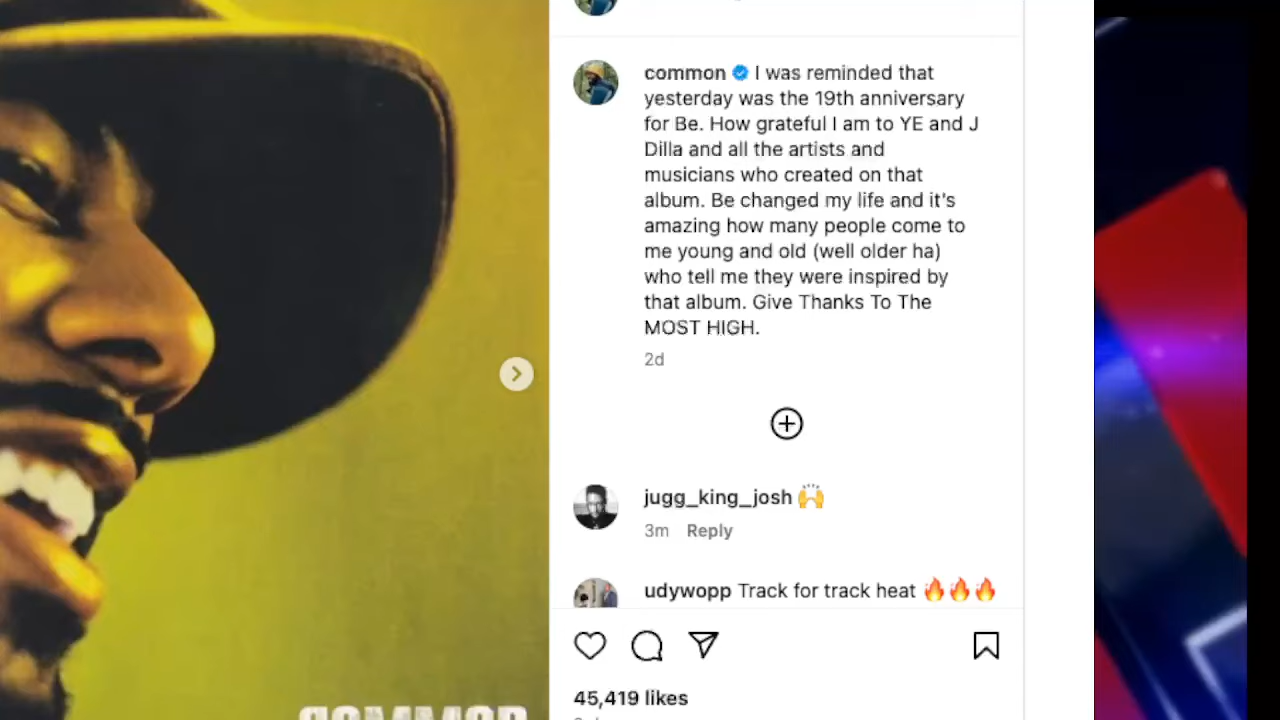 common I was reminded that
yesterday was the 19th anniversary
for Be. How grateful I am to YE and J
Dilla and all the artists and
musicians who created on that
album. Be changed my life and it's
amazing how many people come to
me young and old (well older ha)
who tell me they were inspired by
that album. Give Thanks To The
MOST HIGH.
2d
jugg_king_josh 🙌
3m Reply
udywopp Track for track heat 🔥🔥🔥
45,419 likes
COMMON